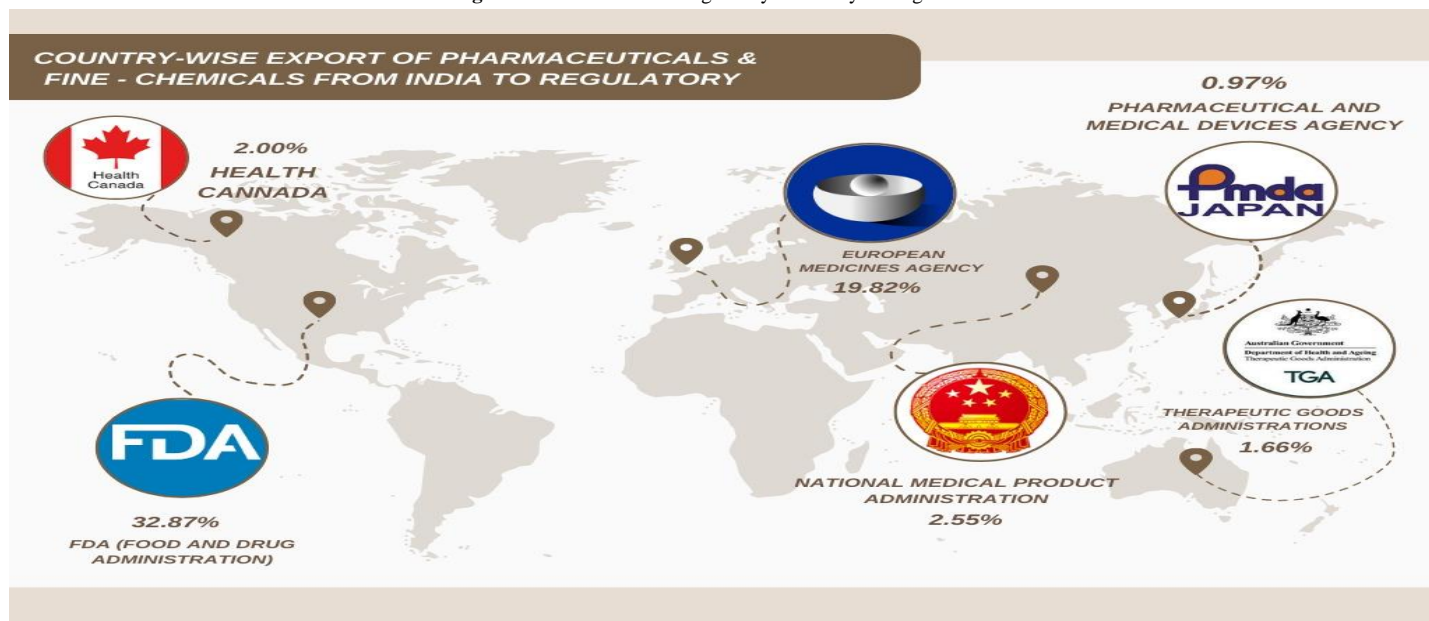 COUNTRY-WISE EXPORT OF PHARMACEUTICALS &
FINE - CHEMICALS FROM INDIA TO REGULATORY
0.97%
PHARMACEUTICAL AND
MEDICAL DEVICES AGENCY
Health
Canada
2.00%
HEALTH
CANNADA
pmda
JAPAN
EUROPEAN
MEDICINES AGENCY
19.82%
Australian Government
Department of Health and Ageing
Therapeutic Goods Administration
TGA
THERAPEUTIC GOODS
ADMINISTRATIONS
1.66%
FDA
32.87%
FDA (FOOD AND DRUG
ADMINISTRATION)
NATIONAL MEDICAL PRODUCT
ADMINISTRATION
2.55%